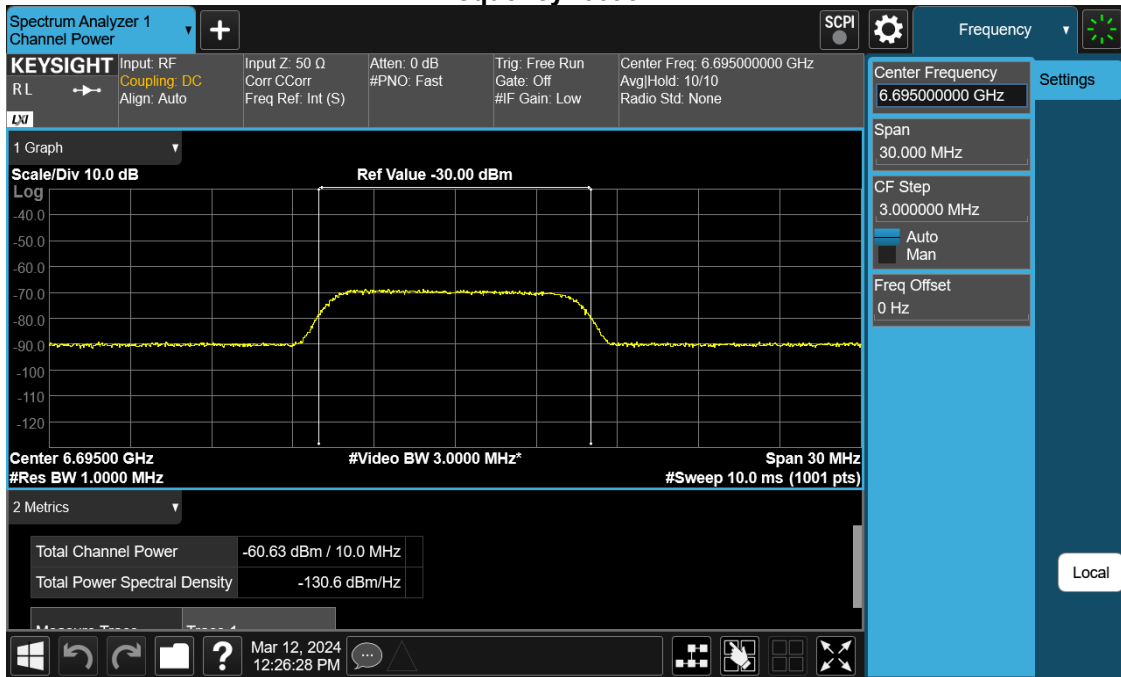 Spectrum Analyzer 1
Channel Power
SCPI
Frequency
KEYSIGHT
RL
LXI
Input: RF
Coupling: DC
Align: Auto
Input Z: 50 Ω
Corr CCorr
Freq Ref: Int (S)
Atten: 0 dB
#PNO: Fast
Trig: Free Run
Gate: Off
#IF Gain: Low
Center Freq: 6.695000000 GHz
Avg|Hold: 10/10
Radio Std: None
Center Frequency
6.695000000 GHz
Settings
Span
30.000 MHz
CF Step
3.000000 MHz
Auto
Man
Freq Offset
0 Hz
Local
1 Graph
Scale/Div 10.0 dB
Ref Value -30.00 dBm
Log
-40.0
-50.0
-60.0
-70.0
-80.0
-90.0
-100
-110
-120
Center 6.69500 GHz
#Video BW 3.0000 MHz*
Span 30 MHz
#Res BW 1.0000 MHz
#Sweep 10.0 ms (1001 pts)
2 Metrics
Total Channel Power -60.63 dBm / 10.0 MHz
Total Power Spectral Density -130.6 dBm/Hz
?
Mar 12, 2024
12:26:28 PM